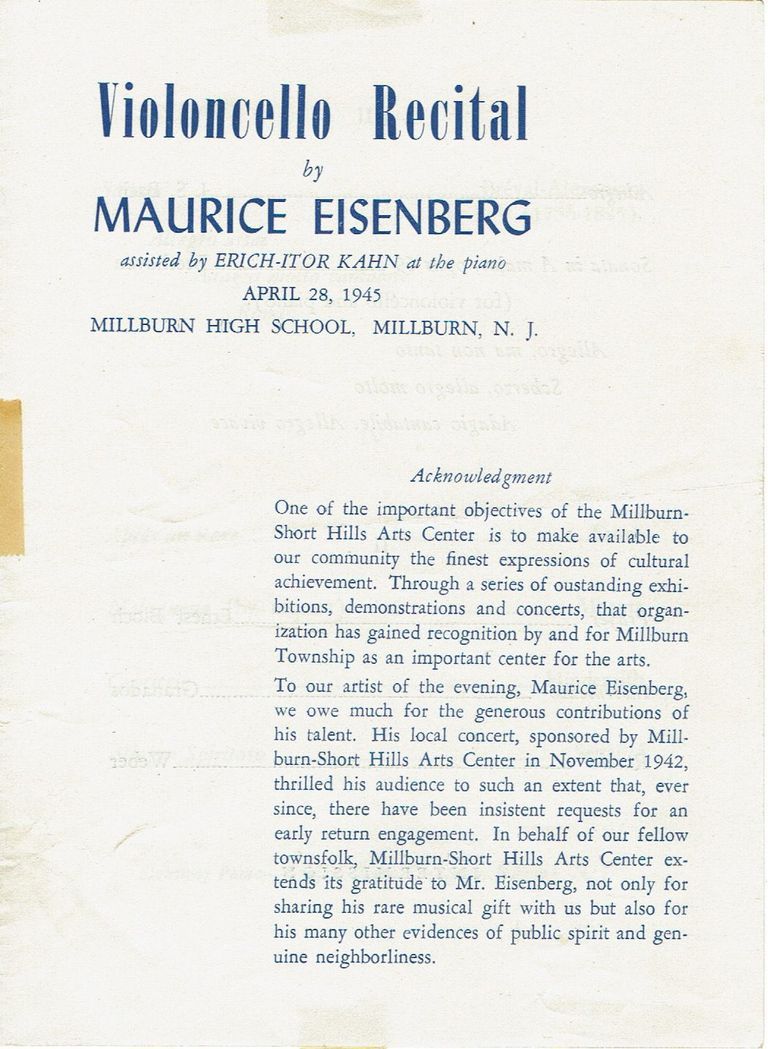 Violoncello Recital
by
MAURICE EISENBERG
assisted by ERICH-ITOR KAHN at the piano
APRIL 28, 1945
MILLBURN HIGH SCHOOL, MILLBURN, N. J.
Acknowledgment
One of the important objectives of the Millburn-
Short Hills Arts Center is to make available to
our community the finest expressions of cultural
achievement. Through a series of oustanding exhi-
bitions, demonstrations and concerts, that organ-
ization has gained recognition by and for Millburn
Township as an important center for the arts.
To our artist of the evening, Maurice Eisenberg,
we owe much for the generous contributions of
his talent. His local concert, sponsored by Mill-
burn-Short Hills Arts Center in November 1942,
thrilled his audience to such an extent that, ever
since, there have been insistent requests for an
early return engagement. In behalf of our fellow
townsfolk, Millburn-Short Hills Arts Center ex-
tends its gratitude to Mr. Eisenberg, not only for
sharing his rare musical gift with us but also for
his many other evidences of public spirit and gen-
uine neighborliness.